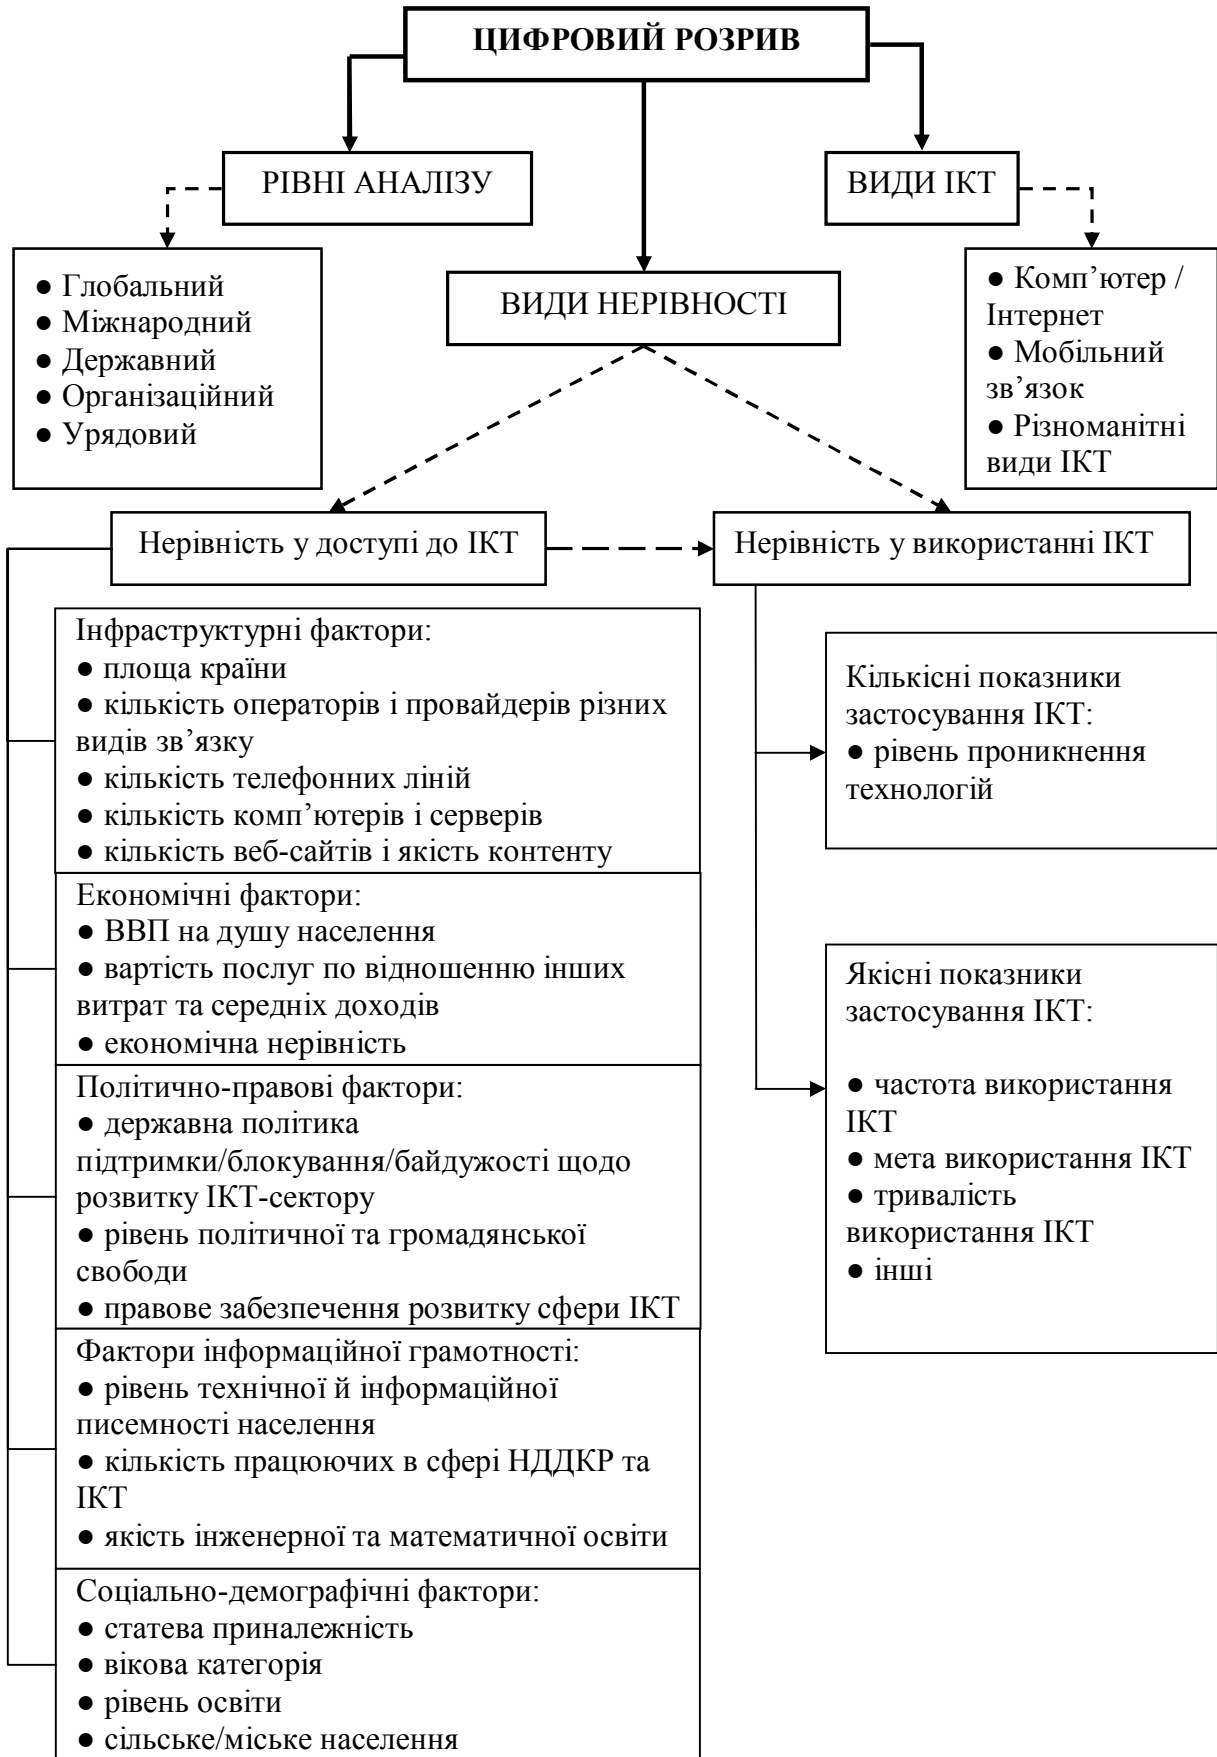 ЦИФРОВИЙ РОЗРИВ
РІВНІ АНАЛІЗУ
ВИДИ ІКТ
● Глобальний
● Міжнародний
● Державний
● Організаційний
● Урядовий
ВИДИ НЕРІВНОСТІ
● Комп’ютер /
Інтернет
● Мобільний
зв’язок
● Різноманітні
види ІКТ
Нерівність у доступі до ІКТ
Нерівність у використанні ІКТ
Інфраструктурні фактори:
● площа країни
● кількість операторів і провайдерів різних
видів зв’язку
● кількість телефонних ліній
● кількість комп’ютерів і серверів
● кількість веб-сайтів і якість контенту
Економічні фактори:
● ВВП на душу населення
● вартість послуг по відношенню інших
витрат та середніх доходів
● економічна нерівність
Політично-правові фактори:
● державна політика
підтримки/блокування/байдужості щодо
розвитку ІКТ-сектору
● рівень політичної та громадянської
свободи
● правове забезпечення розвитку сфери ІКТ
Фактори інформаційної грамотності:
● рівень технічної й інформаційної
писемності населення
● кількість працюючих в сфері НДДКР та
ІКТ
● якість інженерної та математичної освіти
Соціально-демографічні фактори:
● статева приналежність
● вікова категорія
● рівень освіти
● сільське/міське населення
Кількісні показники
застосування ІКТ:
● рівень проникнення
технологій
Якісні показники
застосування ІКТ:
● частота використання
ІКТ
● мета використання ІКТ
● тривалість
використання ІКТ
● інші